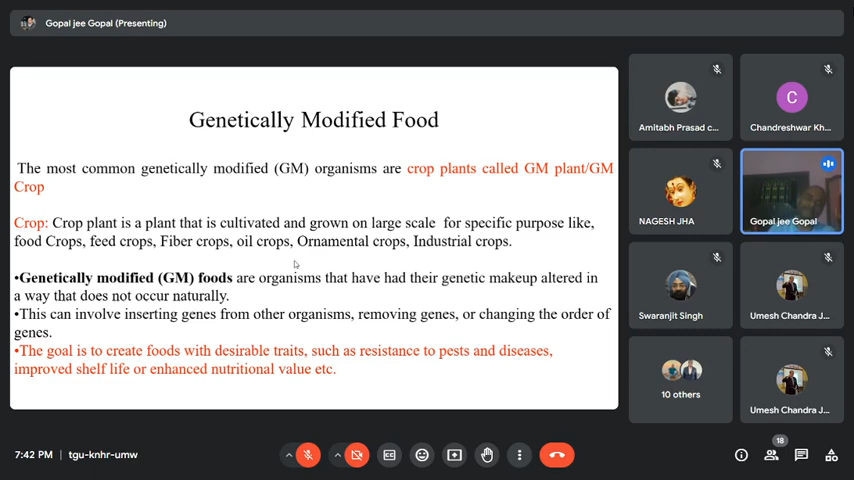 Gopal jee Gopal (Presenting)
Genetically Modified Food
The most common genetically modified (GM) organisms are crop plants called GM plant/GM
Crop
Crop: Crop plant is a plant that is cultivated and grown on large scale for specific purpose like,
food Crops, feed crops, Fiber crops, oil crops, Ornamental crops, Industrial crops.
•Genetically modified (GM) foods are organisms that have had their genetic makeup altered in
a way that does not occur naturally.
•This can involve inserting genes from other organisms, removing genes, or changing the order of
genes.
•The goal is to create foods with desirable traits, such as resistance to pests and diseases,
improved shelf life or enhanced nutritional value etc.
Amitabh Prasad c...
C
Chandreshwar Kh...
NAGESH JHA
Gopal jee Gopal
Swaranjit Singh
Umesh Chandra J...
10 others
Umesh Chandra J...
7:42 PM | tgu-knhr-umw
CC
18